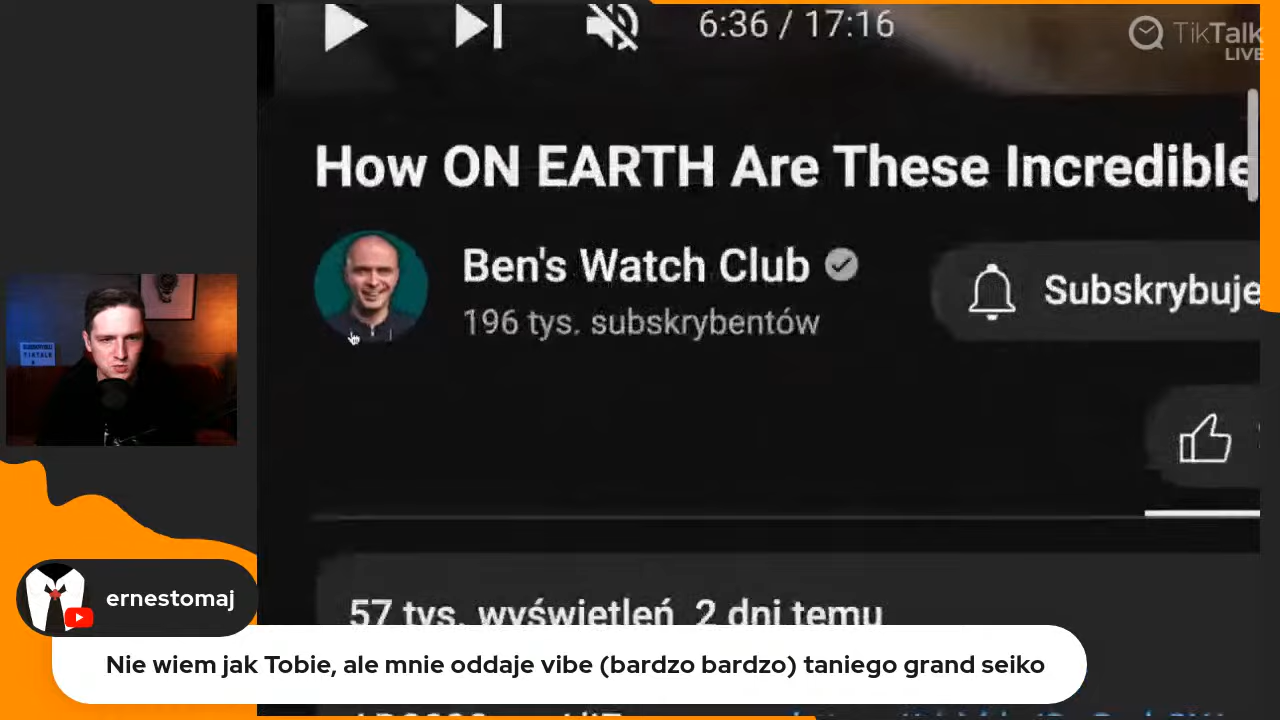 6:36 / 17:16
TikTalk
LIVE
How ON EARTH Are These Incredible
Ben's Watch Club
196 tys. subskrybentów
Subskrybuje
57 tys. wyświetleń 2 dni temu
ernestomaj
Nie wiem jak Tobie, ale mnie oddaje vibe (bardzo bardzo) taniego grand seiko